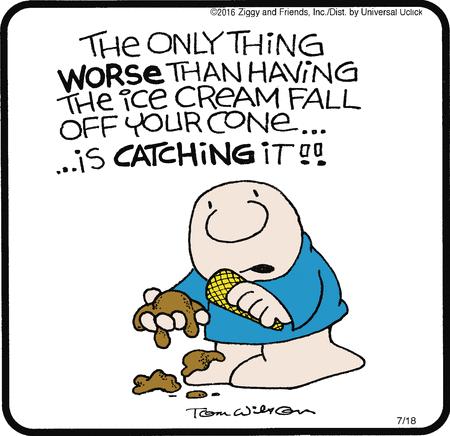 ©2016 Ziggy and Friends, Inc./Dist. by Universal Uclick
THE ONLY THiNG
WORSe THAN HAViNG
THe iCe CREAM FALL
OFF YOUR CONe...
...iS CATCHiNG iT!!
Tom Wilson
7/18